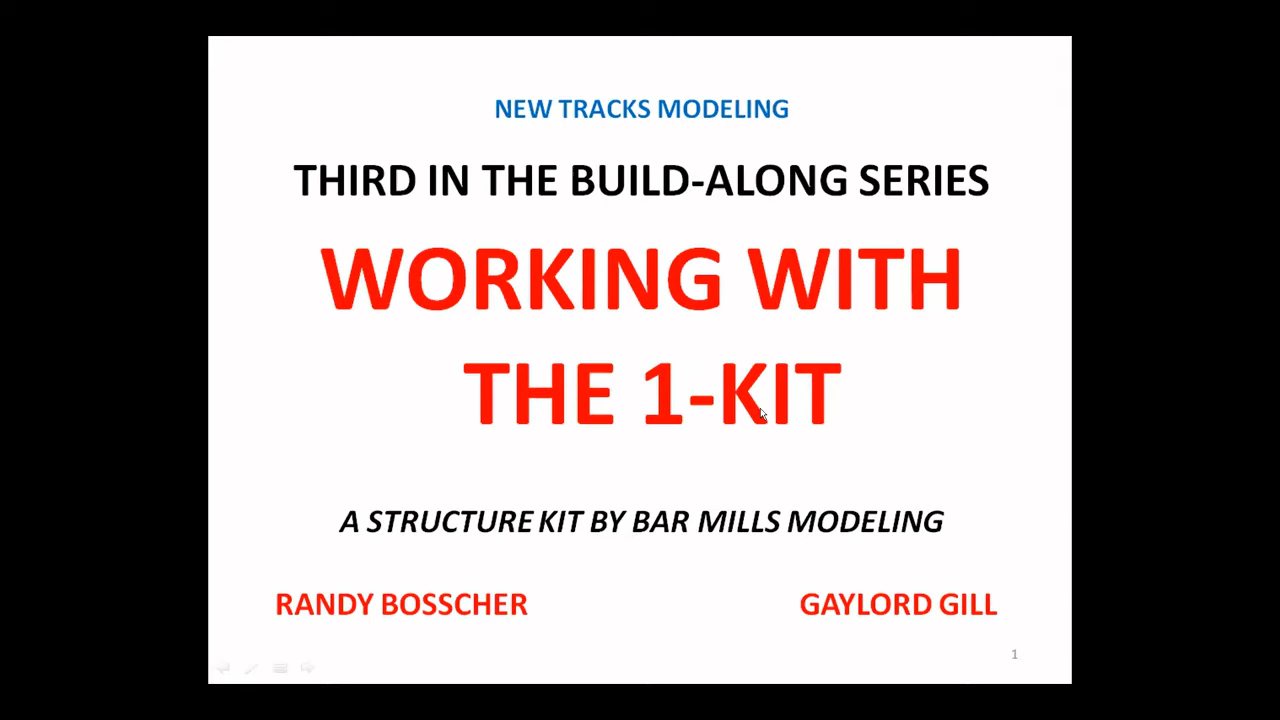 NEW TRACKS MODELING
THIRD IN THE BUILD-ALONG SERIES
WORKING WITH
THE 1-KIT
A STRUCTURE KIT BY BAR MILLS MODELING
RANDY BOSSCHER GAYLORD GILL
1